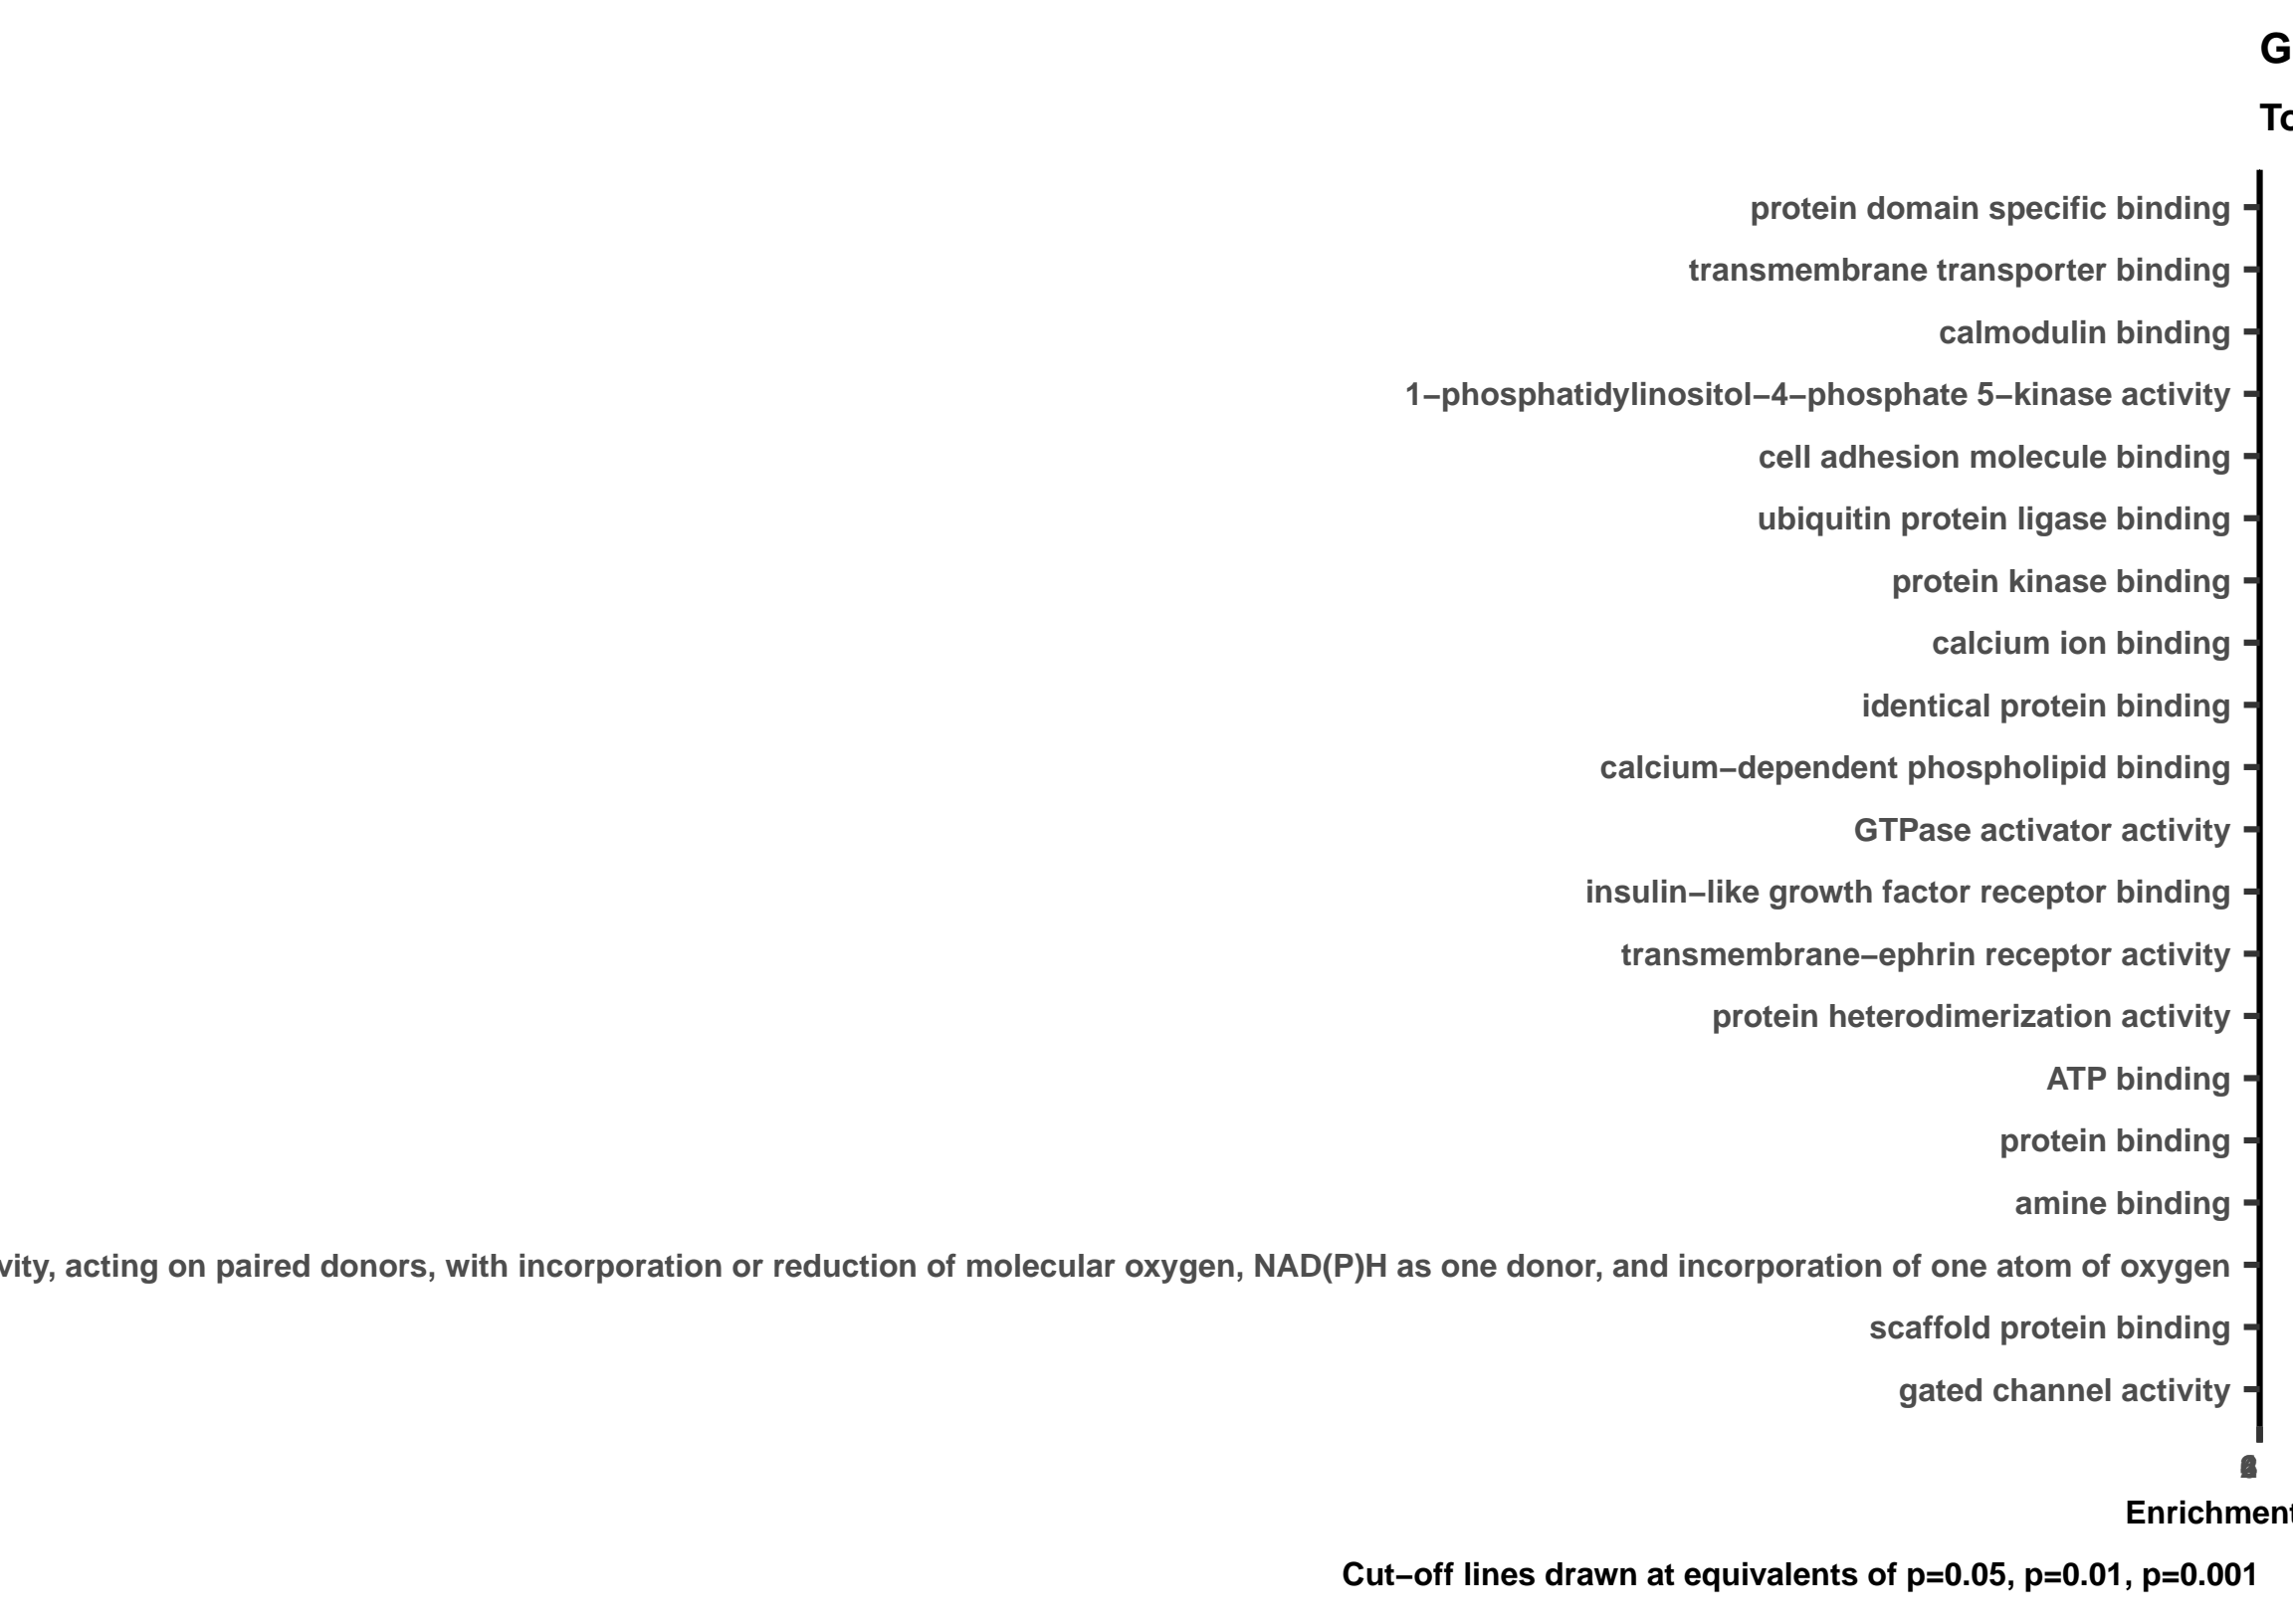 G
To
protein domain specific binding
transmembrane transporter binding
calmodulin binding
1−phosphatidylinositol−4−phosphate 5−kinase activity
cell adhesion molecule binding
ubiquitin protein ligase binding
protein kinase binding
calcium ion binding
identical protein binding
calcium−dependent phospholipid binding
GTPase activator activity
insulin−like growth factor receptor binding
transmembrane−ephrin receptor activity
protein heterodimerization activity
ATP binding
protein binding
amine binding
vity, acting on paired donors, with incorporation or reduction of molecular oxygen, NAD(P)H as one donor, and incorporation of one atom of oxygen
scaffold protein binding
gated channel activity
Enrichment
Cut−off lines drawn at equivalents of p=0.05, p=0.01, p=0.001